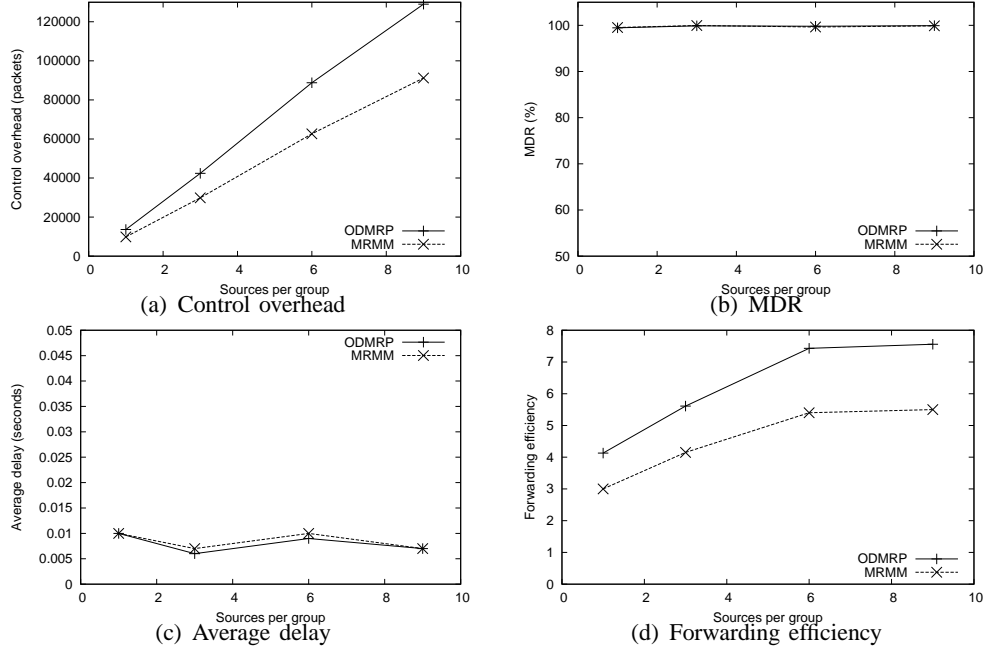 120000
100000
80000
60000
40000
20000
0
Control overhead (packets)
ODMRP
MRMM
0 2 4 6 8 10
Sources per group
(a) Control overhead
100
90
80
70
60
50
MDR (%)
ODMRP
MRMM
0 2 4 6 8 10
Sources per group
(b) MDR
0.05
0.045
0.04
0.035
0.03
0.025
0.02
0.015
0.01
0.005
0
Average delay (seconds)
ODMRP
MRMM
0 2 4 6 8 10
Sources per group
(c) Average delay
8
7
6
5
4
3
2
1
0
Forwarding efficiency
ODMRP
MRMM
0 2 4 6 8 10
Sources per group
(d) Forwarding efficiency